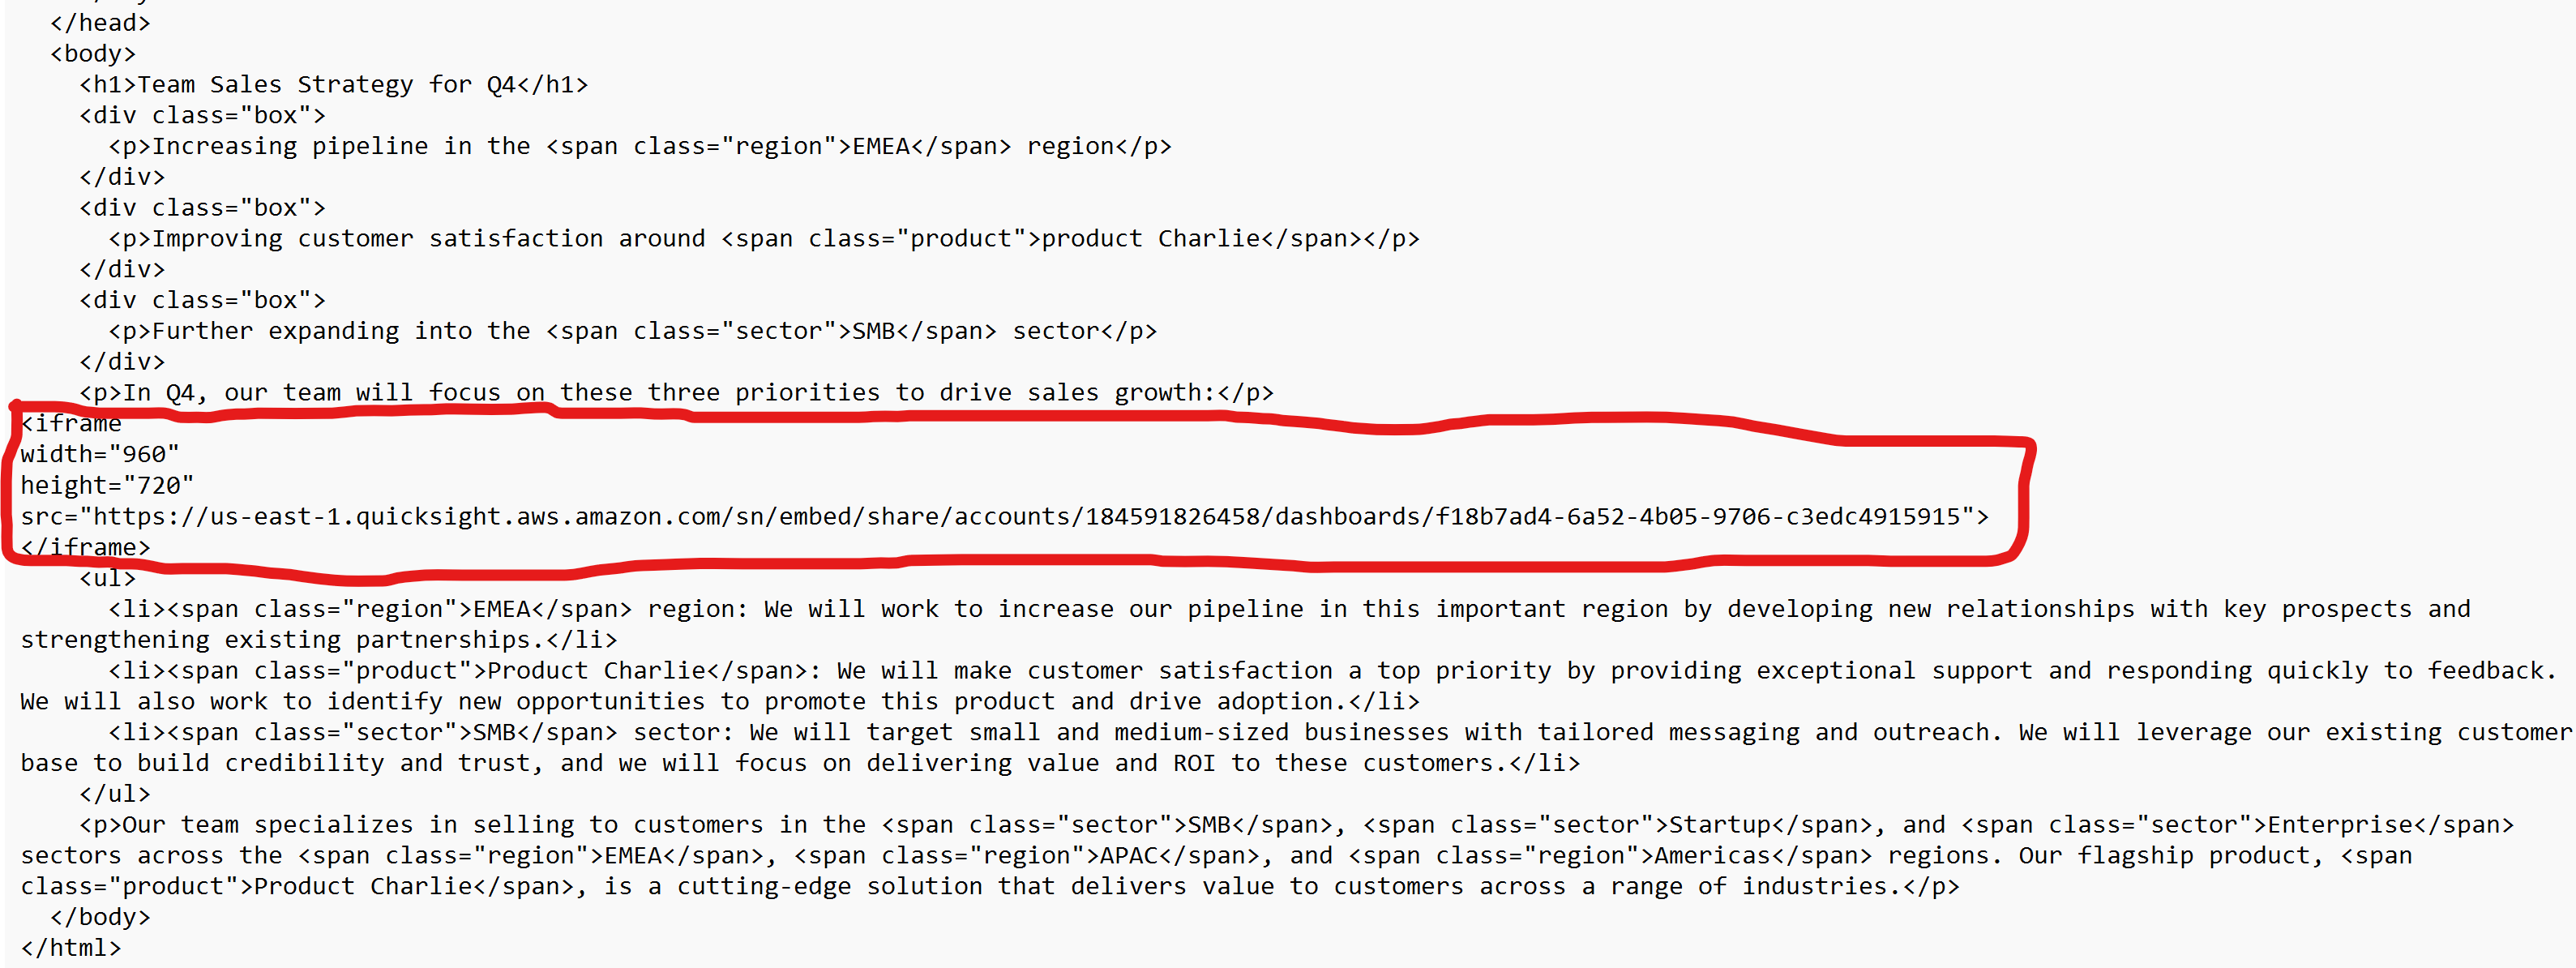 </head>
<body>
<h1>Team Sales Strategy for Q4</h1>
<div class="box">
<p>Increasing pipeline in the <span class="region">EMEA</span> region</p>
</div>
<div class="box">
<p>Improving customer satisfaction around <span class="product">product Charlie</span></p>
</div>
<div class="box">
<p>Further expanding into the <span class="sector">SMB</span> sector</p>
</div>
<p>In Q4, our team will focus on these three priorities to drive sales growth:</p>
<iframe
width="960"
height="720"
src="https://us-east-1.quicksight.aws.amazon.com/sn/embed/share/accounts/184591826458/dashboards/f18b7ad4-6a52-4b05-9706-c3edc4915915">
</iframe>
<ul>
<li><span class="region">EMEA</span> region: We will work to increase our pipeline in this important region by developing new relationships with key prospects and
strengthening existing partnerships.</li>
<li><span class="product">Product Charlie</span>: We will make customer satisfaction a top priority by providing exceptional support and responding quickly to feedback.
We will also work to identify new opportunities to promote this product and drive adoption.</li>
<li><span class="sector">SMB</span> sector: We will target small and medium-sized businesses with tailored messaging and outreach. We will leverage our existing customer
base to build credibility and trust, and we will focus on delivering value and ROI to these customers.</li>
</ul>
<p>Our team specializes in selling to customers in the <span class="sector">SMB</span>, <span class="sector">Startup</span>, and <span class="sector">Enterprise</span>
sectors across the <span class="region">EMEA</span>, <span class="region">APAC</span>, and <span class="region">Americas</span> regions. Our flagship product, <span
class="product">Product Charlie</span>, is a cutting-edge solution that delivers value to customers across a range of industries.</p>
</body>
</html>